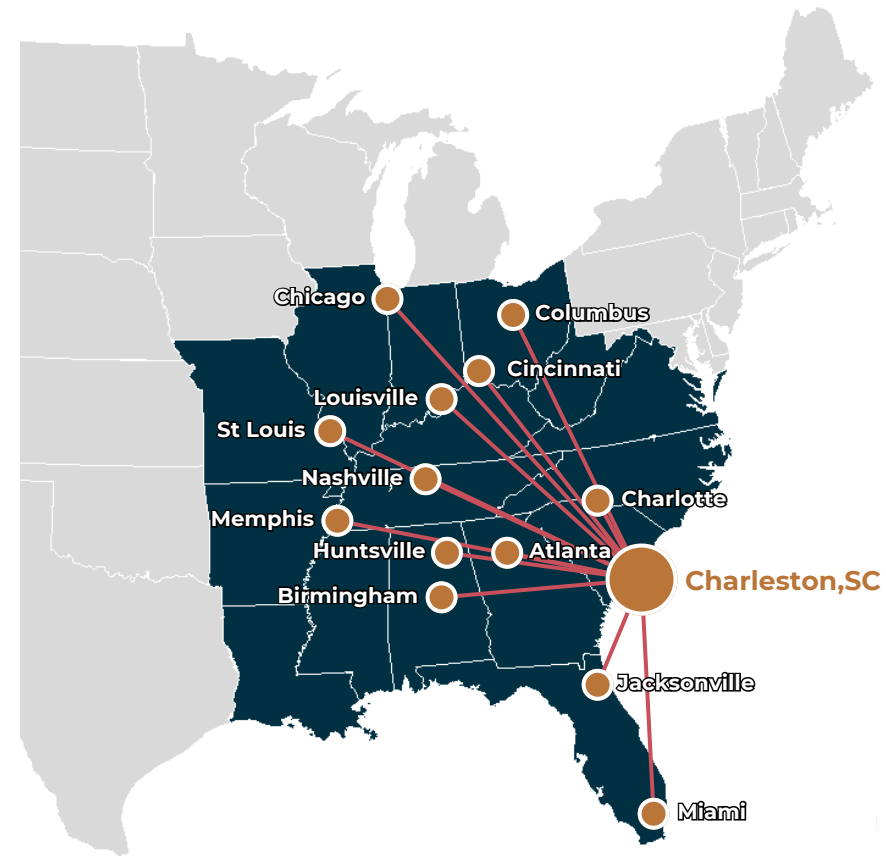 Chicago
Columbus
Cincinnati
Louisville
St Louis
Nashville
Charlotte
Memphis
Huntsville
Atlanta
Charleston,SC
Birmingham
Jacksonville
Miami